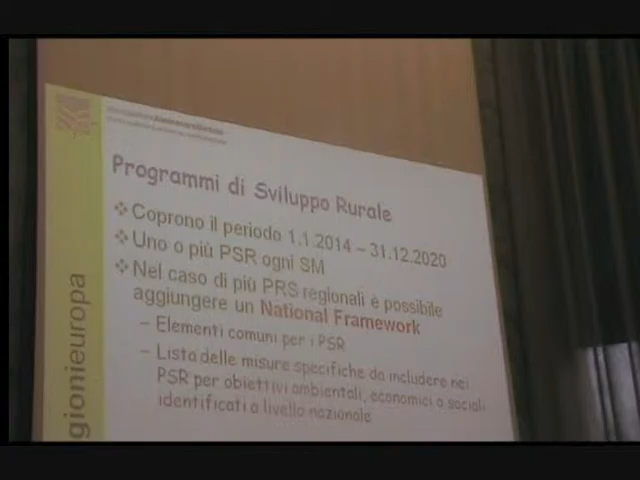 Programmi di Sviluppo Rurale
❖ Coprono il periodo 1.1.2014 – 31.12.2020
❖ Uno o più PSR ogni SM
❖ Nel caso di più PRS regionali è possibile
aggiungere un National Framework
– Elementi comuni per i PSR
– Lista delle misure specifiche da includere nei
PSR per obiettivi ambientali, economici o sociali
identificati a livello nazionale
gionieuropa